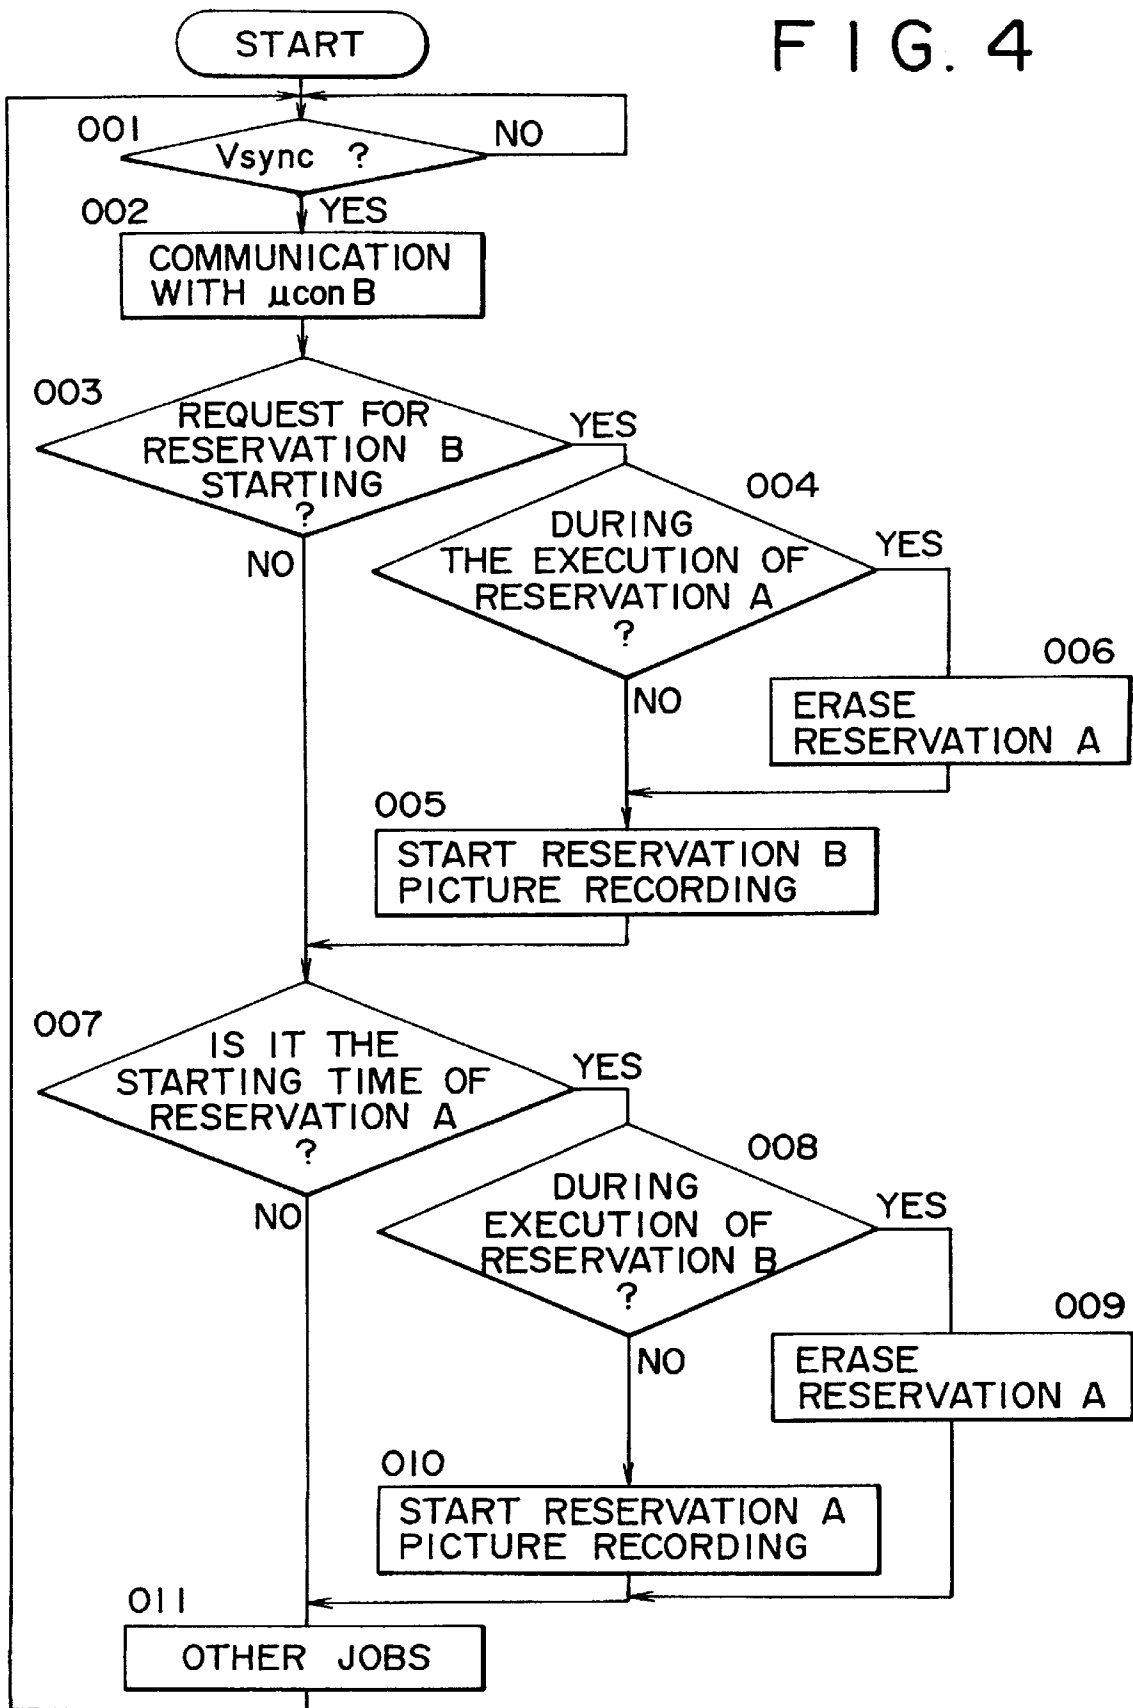 START
FIG. 4
001
Vsync ?
NO
YES
002
COMMUNICATION
WITH μcon B
003
REQUEST FOR
RESERVATION B
STARTING
?
YES
NO
004
DURING
THE EXECUTION OF
RESERVATION A
?
YES
NO
006
ERASE
RESERVATION A
005
START RESERVATION B
PICTURE RECORDING
007
IS IT THE
STARTING TIME OF
RESERVATION A
?
YES
NO
008
DURING
EXECUTION OF
RESERVATION B
?
YES
NO
009
ERASE
RESERVATION A
010
START RESERVATION A
PICTURE RECORDING
011
OTHER JOBS